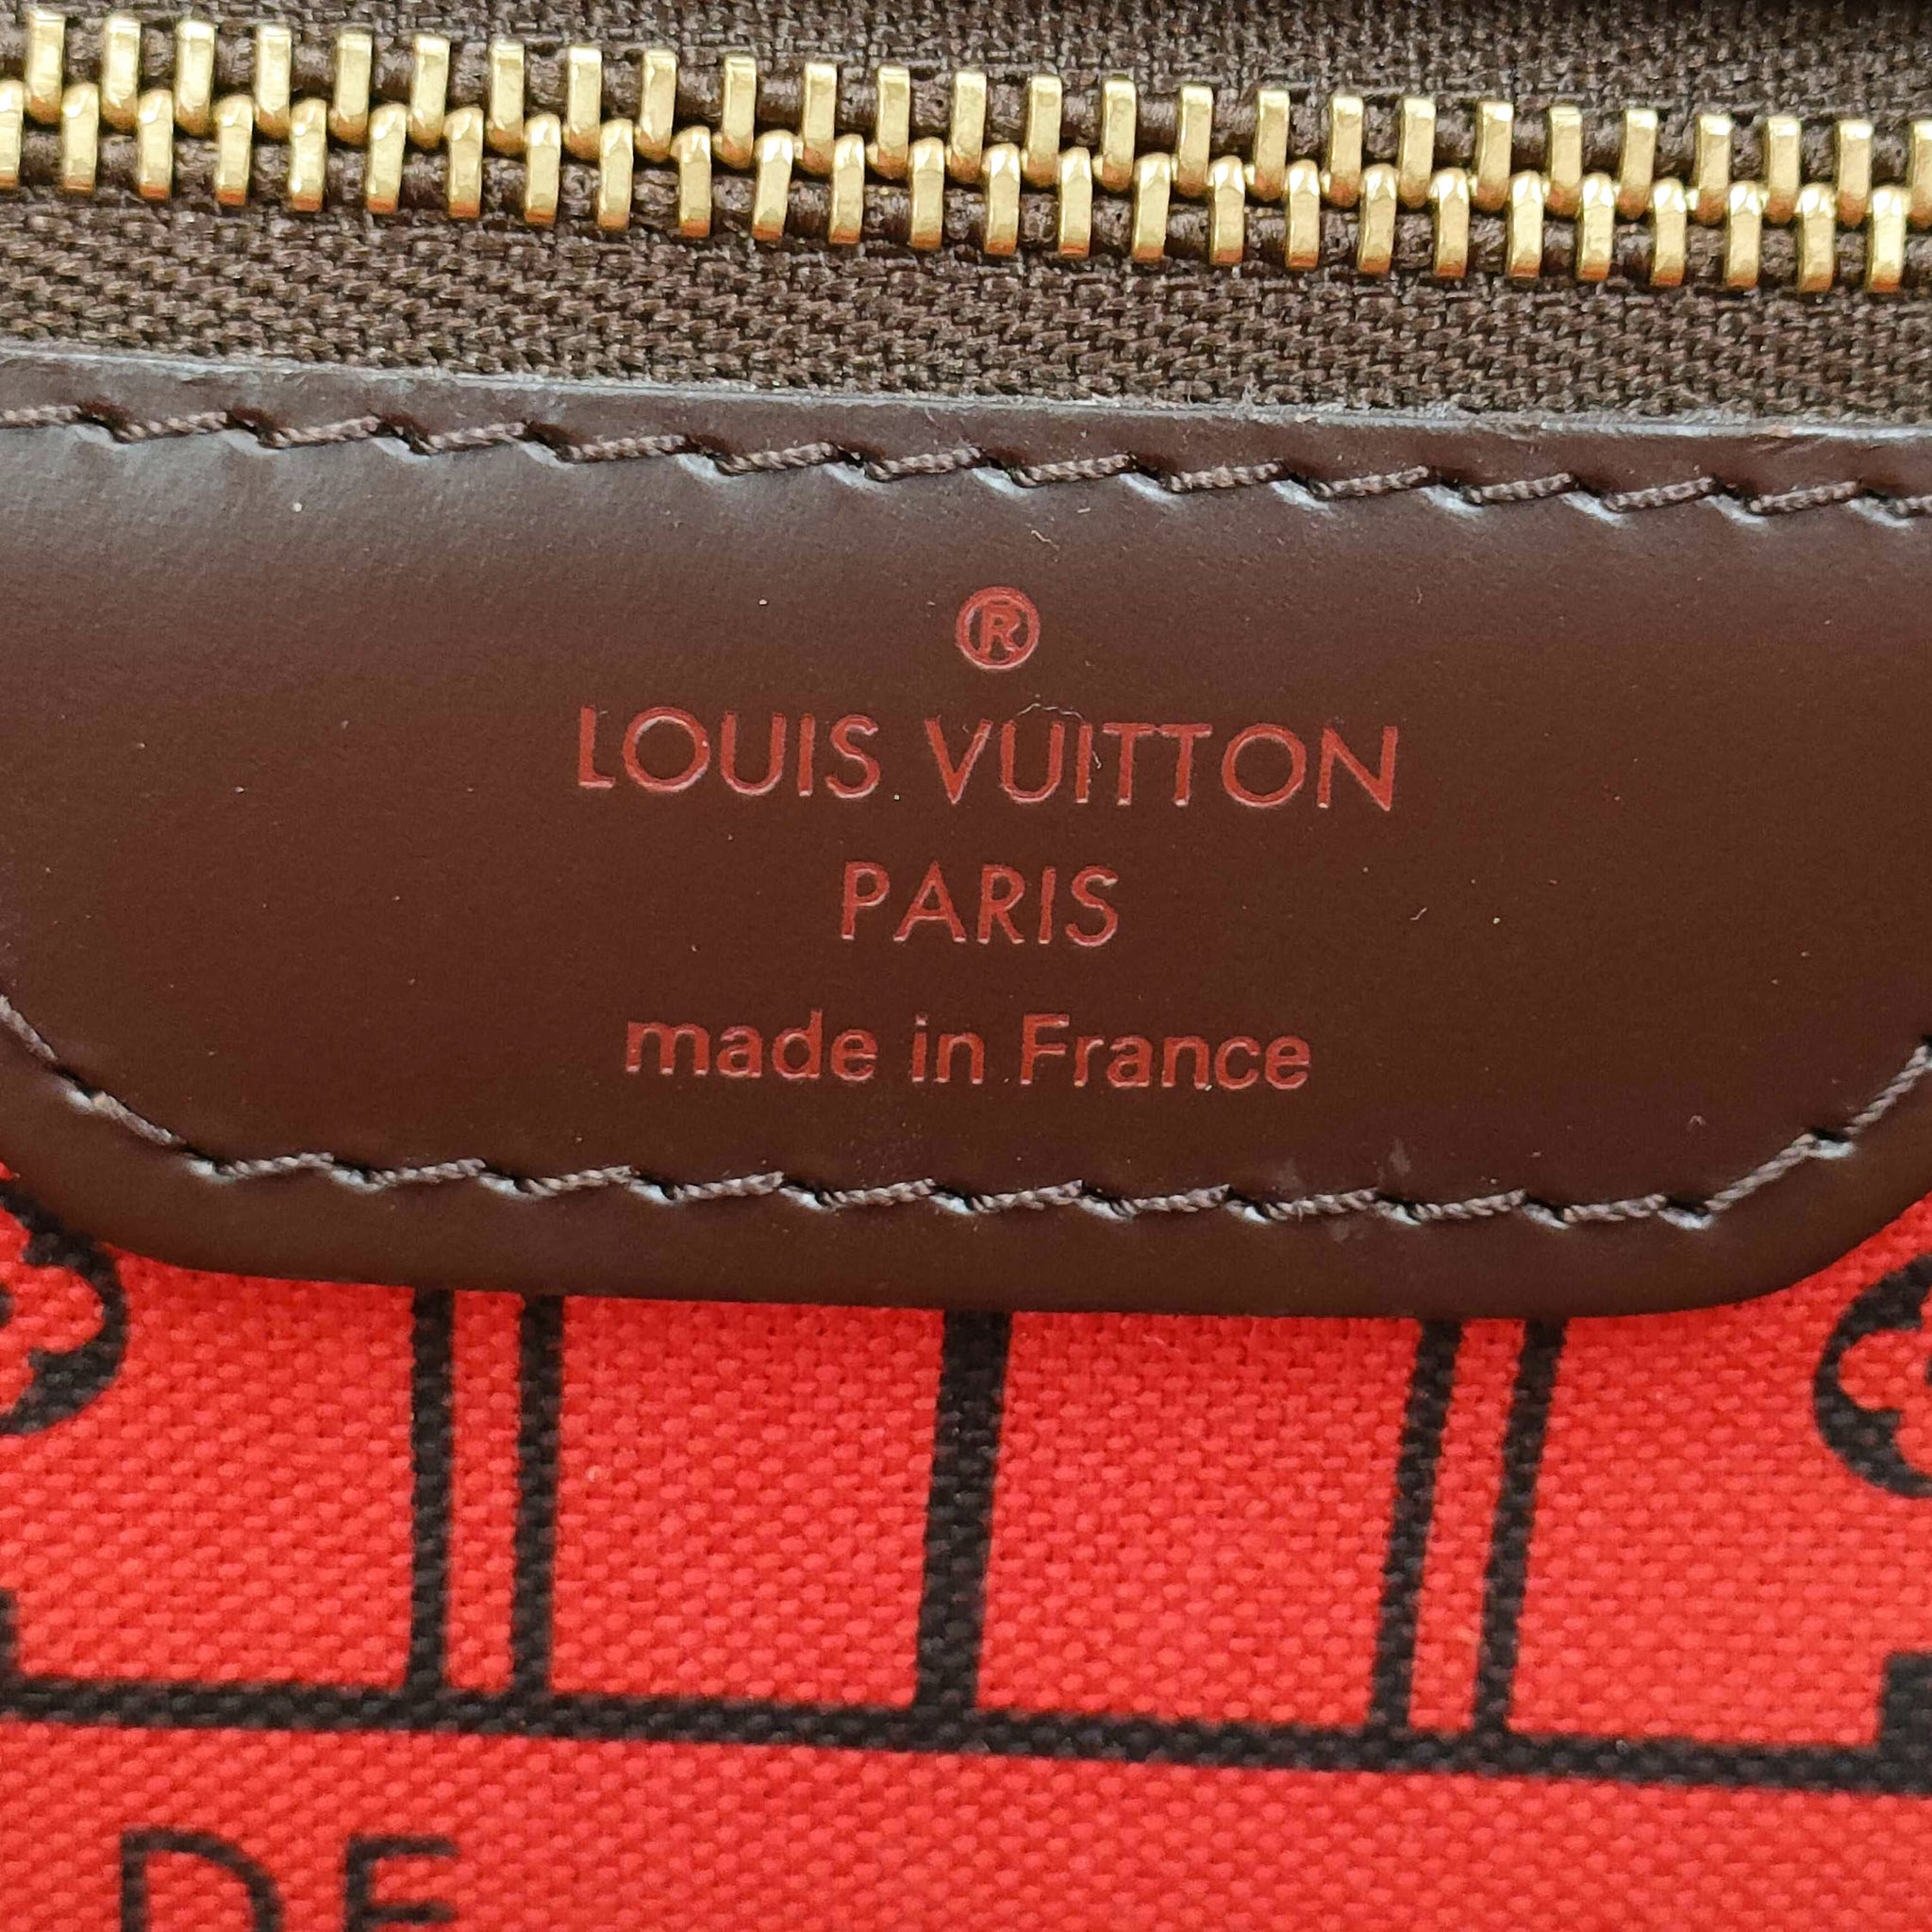 ®
LOUIS VUITTON
PARIS
made in France
DE